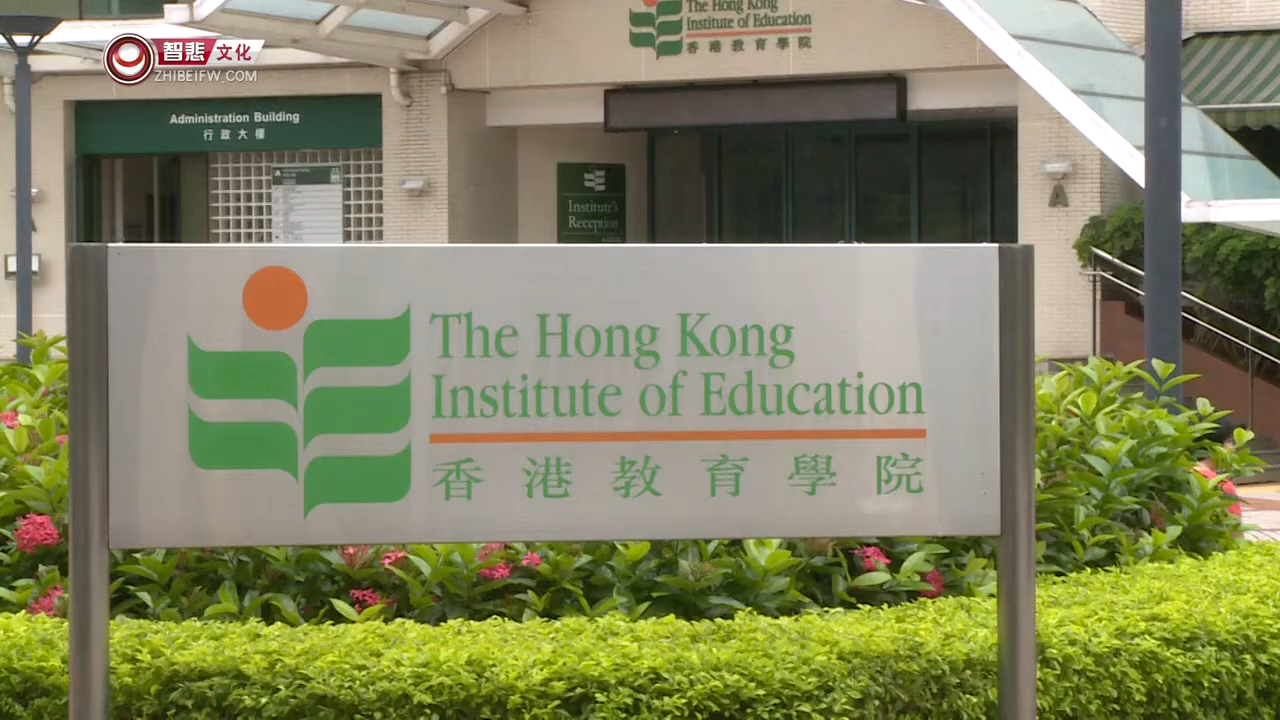 智悲文化
ZHIBEIFW.COM
The Hong Kong
Institute of Education
香港教育學院
Administration Building
行政大樓
Institute's
Reception
A
The Hong Kong
Institute of Education
香港教育學院